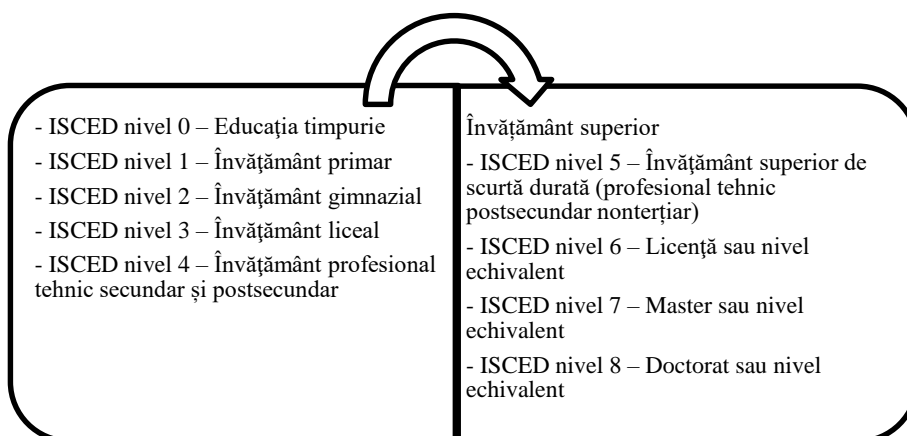 - ISCED nivel 0 – Educaţia timpurie
- ISCED nivel 1 – Învăţământ primar
- ISCED nivel 2 – Învăţământ gimnazial
- ISCED nivel 3 – Învăţământ liceal
- ISCED nivel 4 – Învăţământ profesional
tehnic secundar și postsecundar
Învățământ superior
- ISCED nivel 5 – Învăţământ superior de
scurtă durată (profesional tehnic
postsecundar nonterțiar)
- ISCED nivel 6 – Licenţă sau nivel
echivalent
- ISCED nivel 7 – Master sau nivel
echivalent
- ISCED nivel 8 – Doctorat sau nivel
echivalent